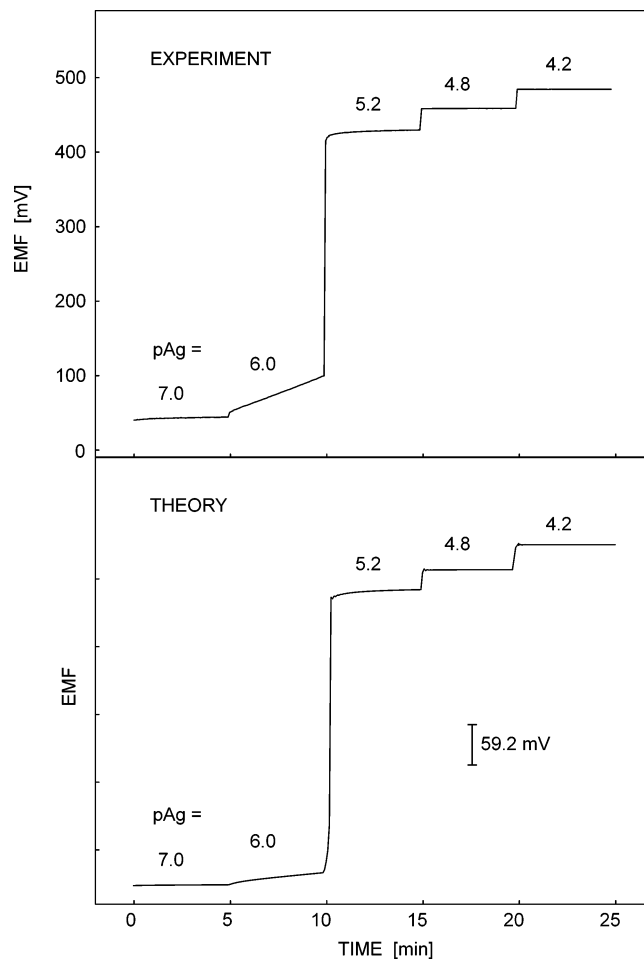 EXPERIMENT
500
4.2
4.8
5.2
400
EMF [mV]
300
200
pAg =
6.0
100
7.0
0
THEORY
4.2
4.8
5.2
EMF
59.2 mV
pAg =
6.0
7.0
0 5 10 15 20 25
TIME [min]